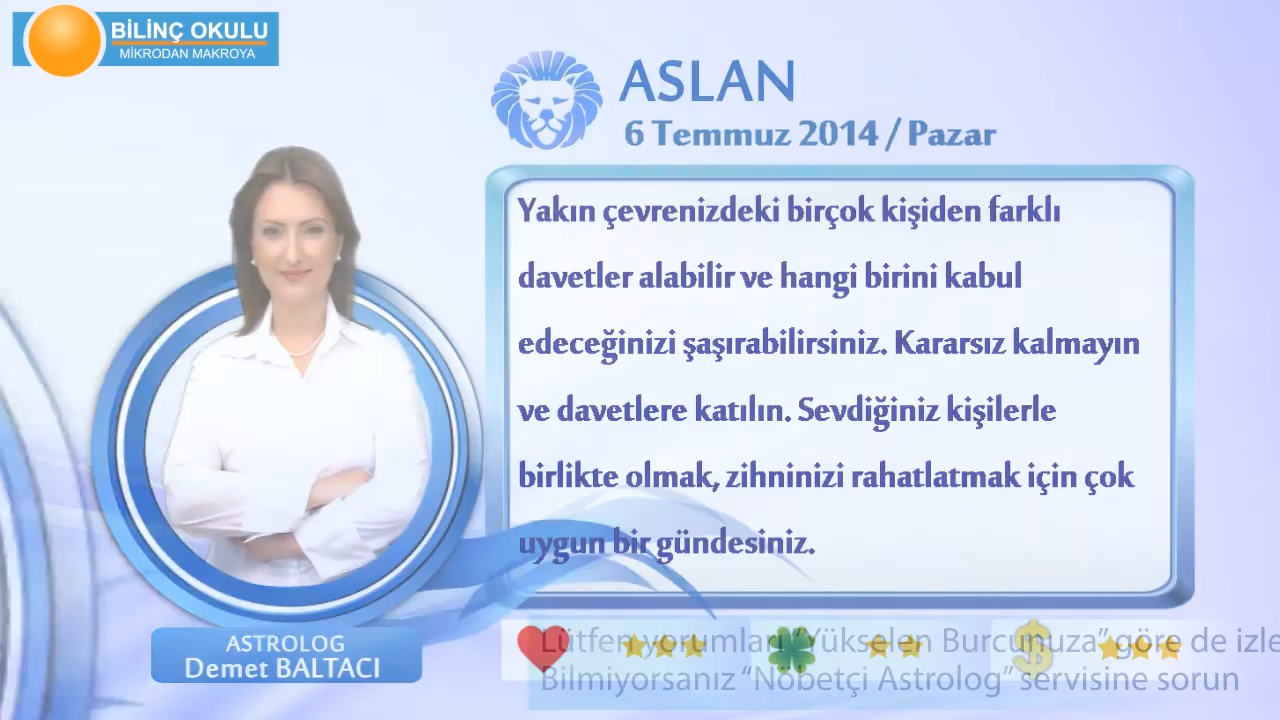 BİLİNÇ OKULU
MİKRODAN MAKROYA
ASLAN
6 Temmuz 2014 / Pazar
Yakın çevrenizdeki birçok kişiden farklı
davetler alabilir ve hangi birini kabul
edeceğinizi şaşırabilirsiniz. Kararsız kalmayın
ve davetlere katılın. Sevdiğiniz kişilerle
birlikte olmak, zihninizi rahatlatmak için çok
uygun bir gündesiniz.
ASTROLOG
Demet BALTACI
Lütfen yorumları "Yükselen Burcunuza" göre de izle
Bilmiyorsanız "Nöbetçi Astrolog" servisine sorun